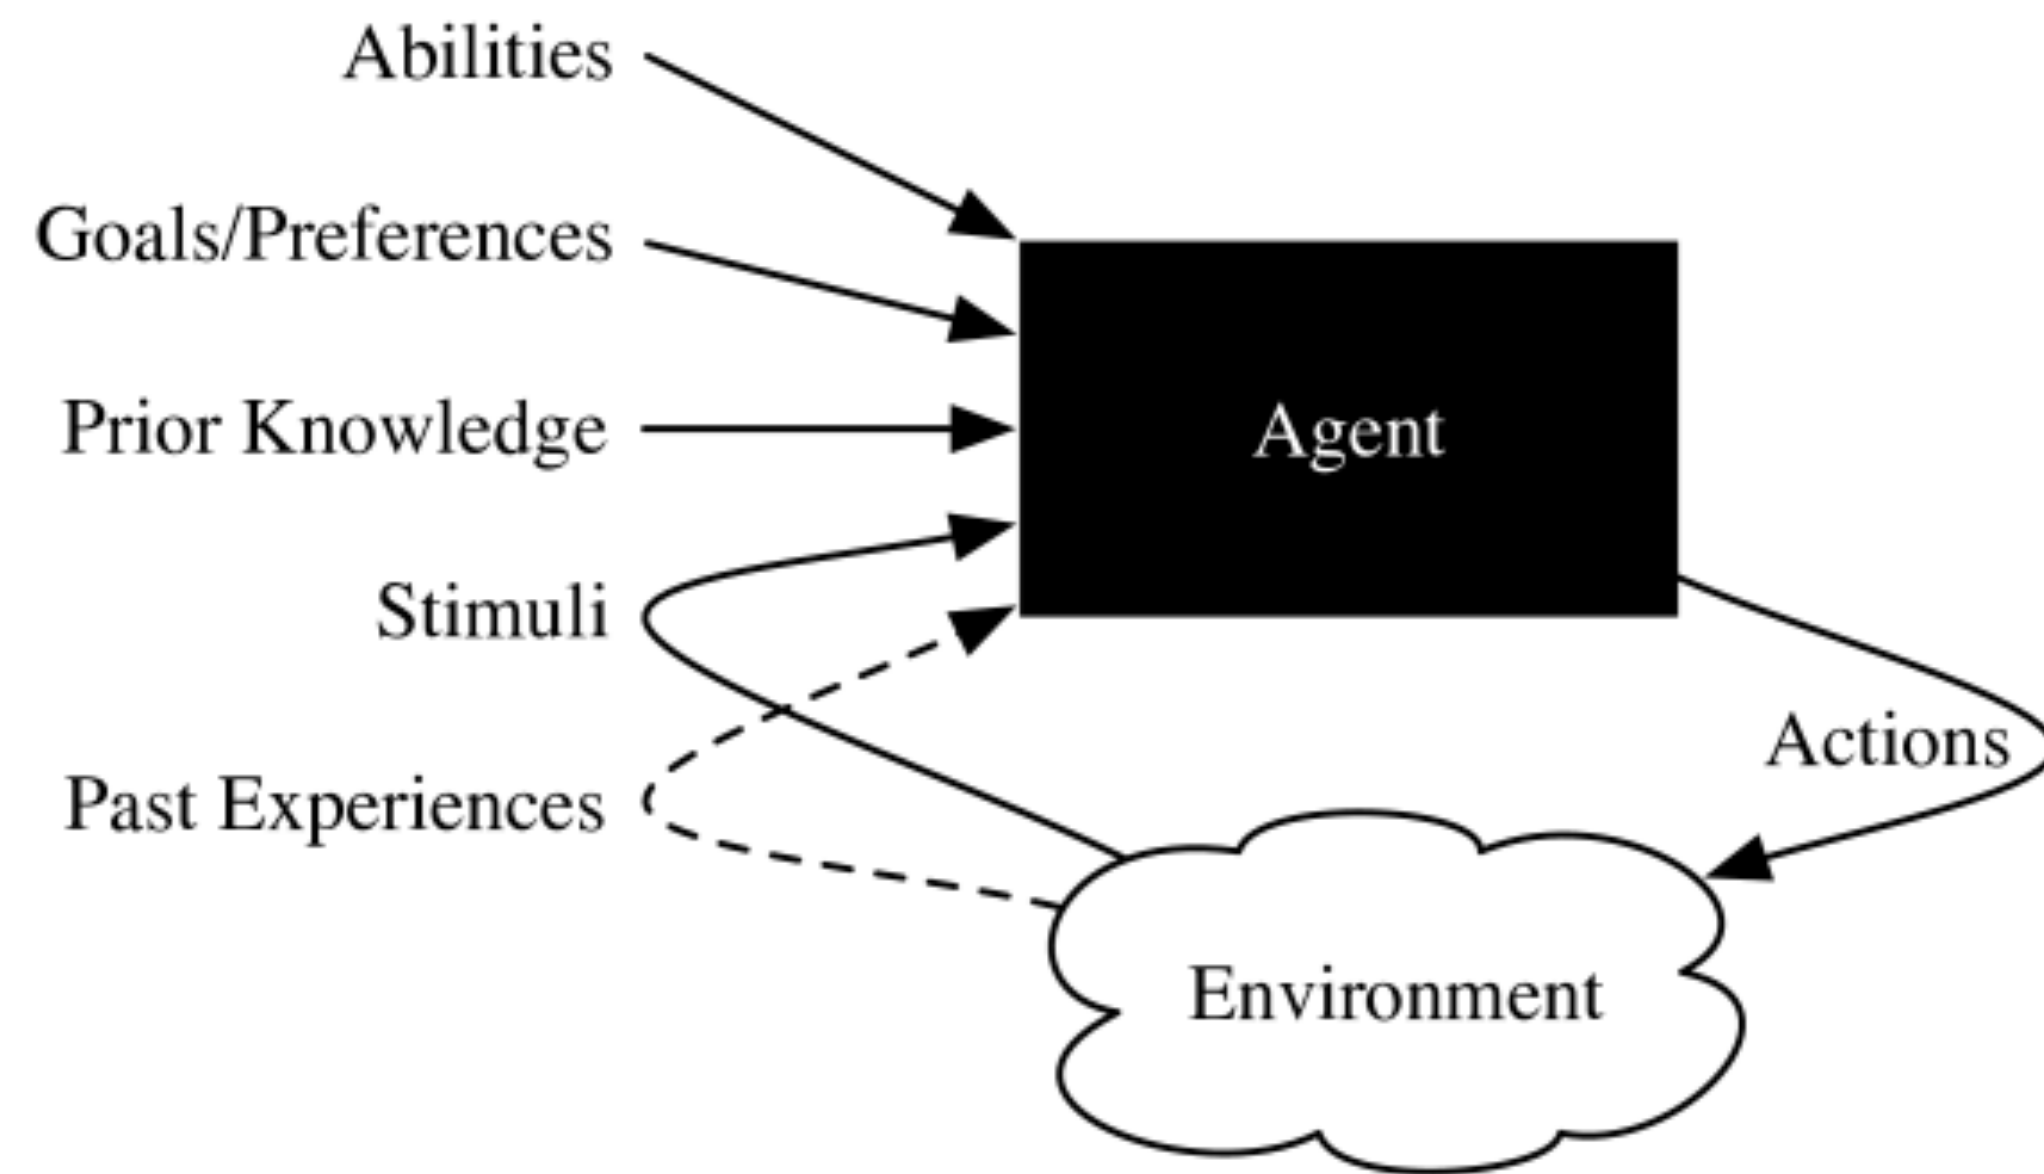 Abilities
Goals/Preferences
Prior Knowledge
Agent
Stimuli
Actions
Past Experiences
Environment